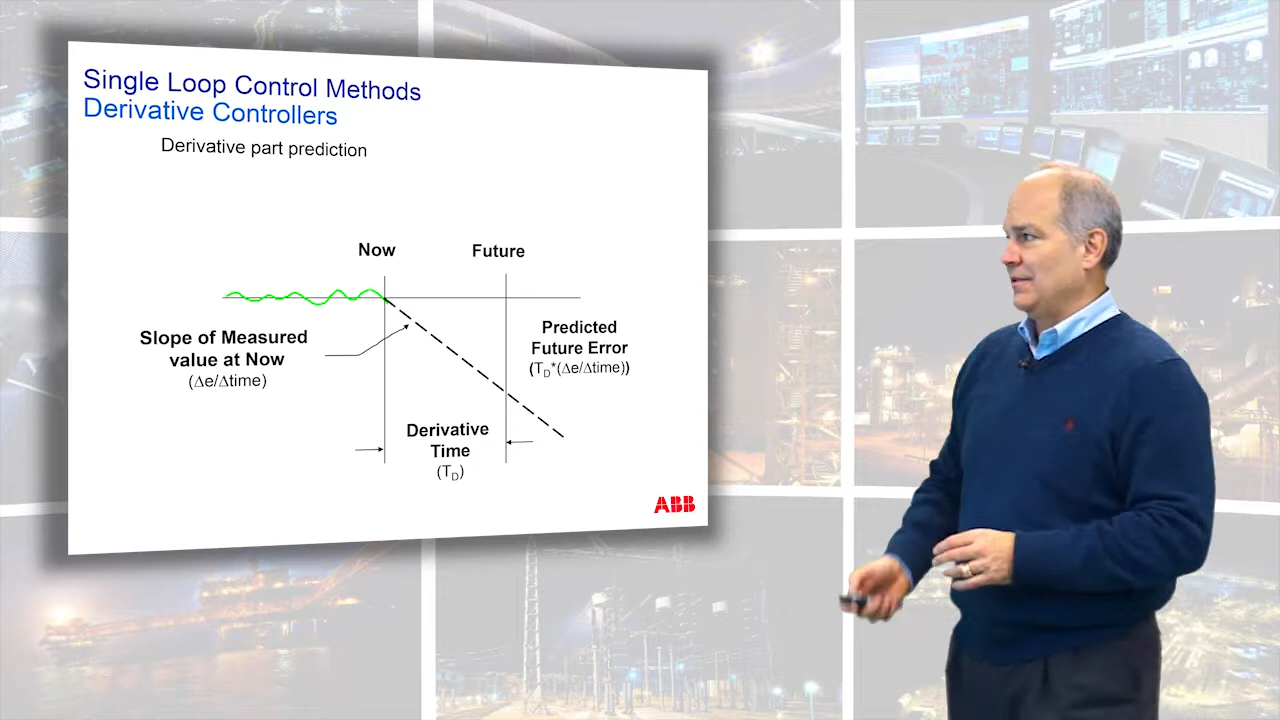 Single Loop Control Methods
Derivative Controllers
Derivative part prediction
Now
Future
Slope of Measured
value at Now
(Δe/Δtime)
Predicted
Future Error
(TD*(Δe/Δtime))
Derivative
Time
(TD)
ABB